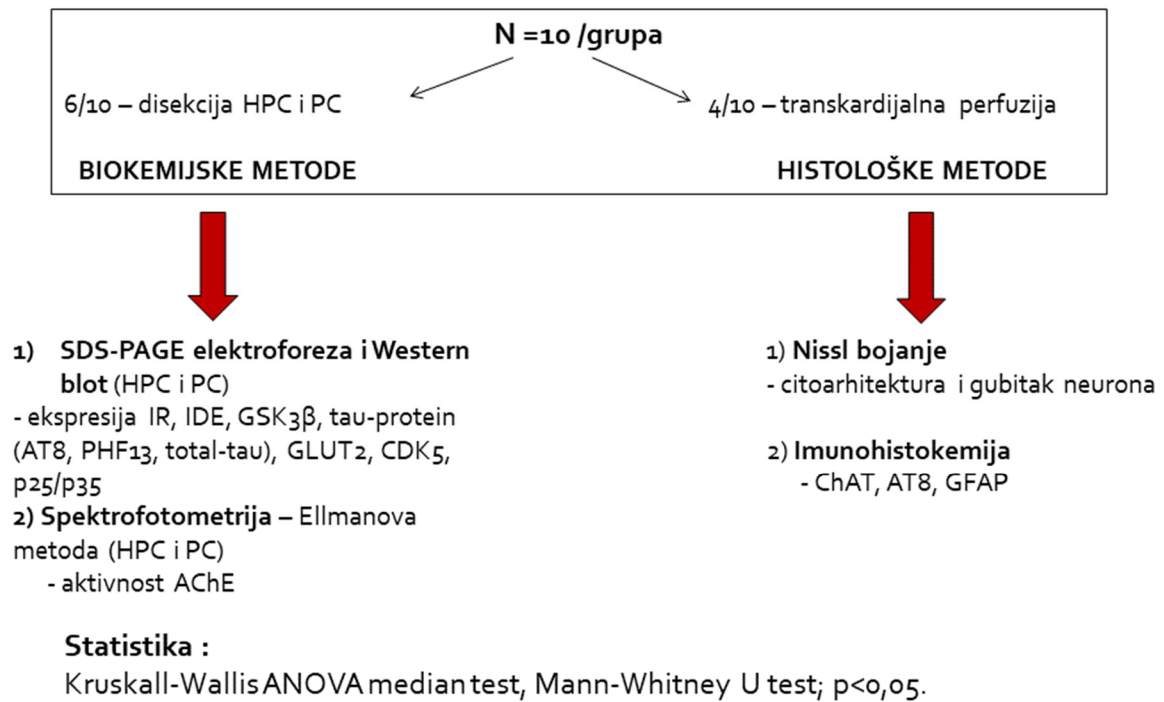 N =10 /grupa
6/10 – disekcija HPC i PC
4/10 – transkardijalna perfuzija
BIOKEMIJSKE METODE
HISTOLOŠKE METODE
1) SDS-PAGE elektroforeza i Western
blot (HPC i PC)
- ekspresija IR, IDE, GSK3β, tau-protein
(AT8, PHF13, total-tau), GLUT2, CDK5,
p25/p35
2) Spektrofotometrija – Ellmanova
metoda (HPC i PC)
- aktivnost AChE
1) Nissl bojanje
- citoarhitektura i gubitak neurona
2) Imunohistokemija
- ChAT, AT8, GFAP
Statistika :
Kruskall-Wallis ANOVA median test, Mann-Whitney U test; p<0,05.